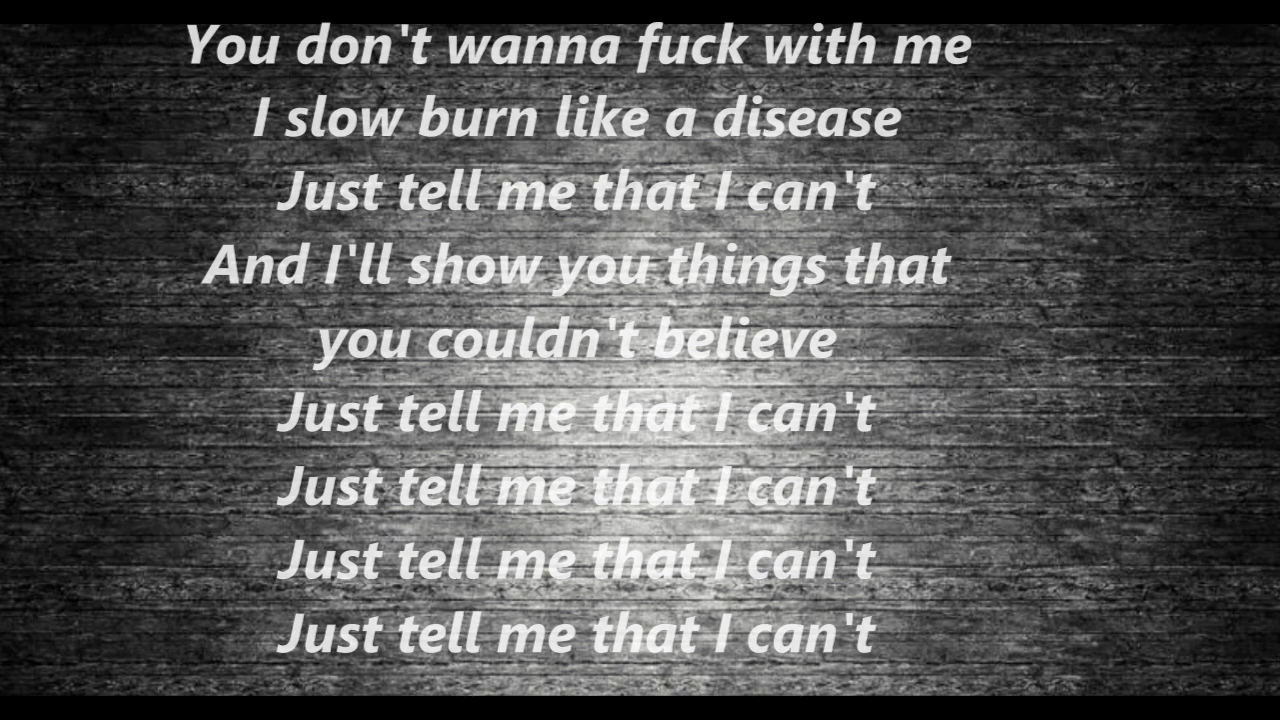 You don't wanna fuck with me
I slow burn like a disease
Just tell me that I can't
And I'll show you things that
you couldn't believe
Just tell me that I can't
Just tell me that I can't
Just tell me that I can't
Just tell me that I can't